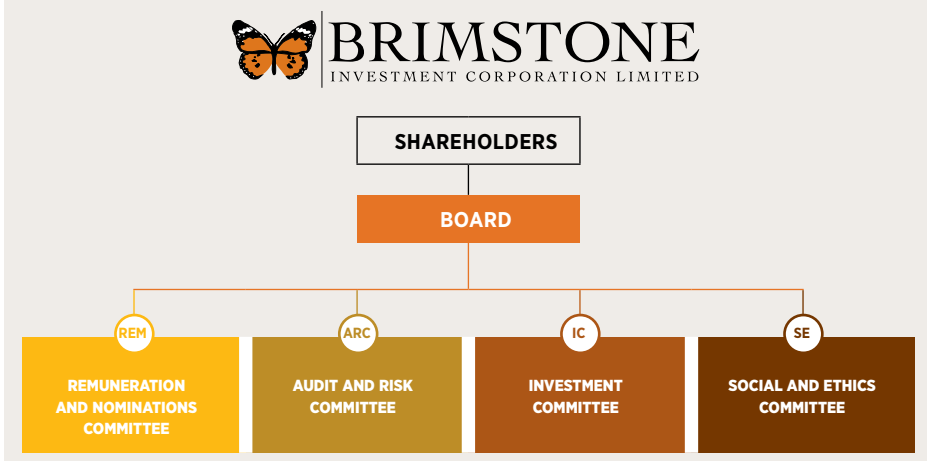 BRIMSTONE
INVESTMENT CORPORATION LIMITED
SHAREHOLDERS
BOARD
REM
ARC
IC
SE
REMUNERATION
AND NOMINATIONS
COMMITTEE
AUDIT AND RISK
COMMITTEE
INVESTMENT
COMMITTEE
SOCIAL AND ETHICS
COMMITTEE